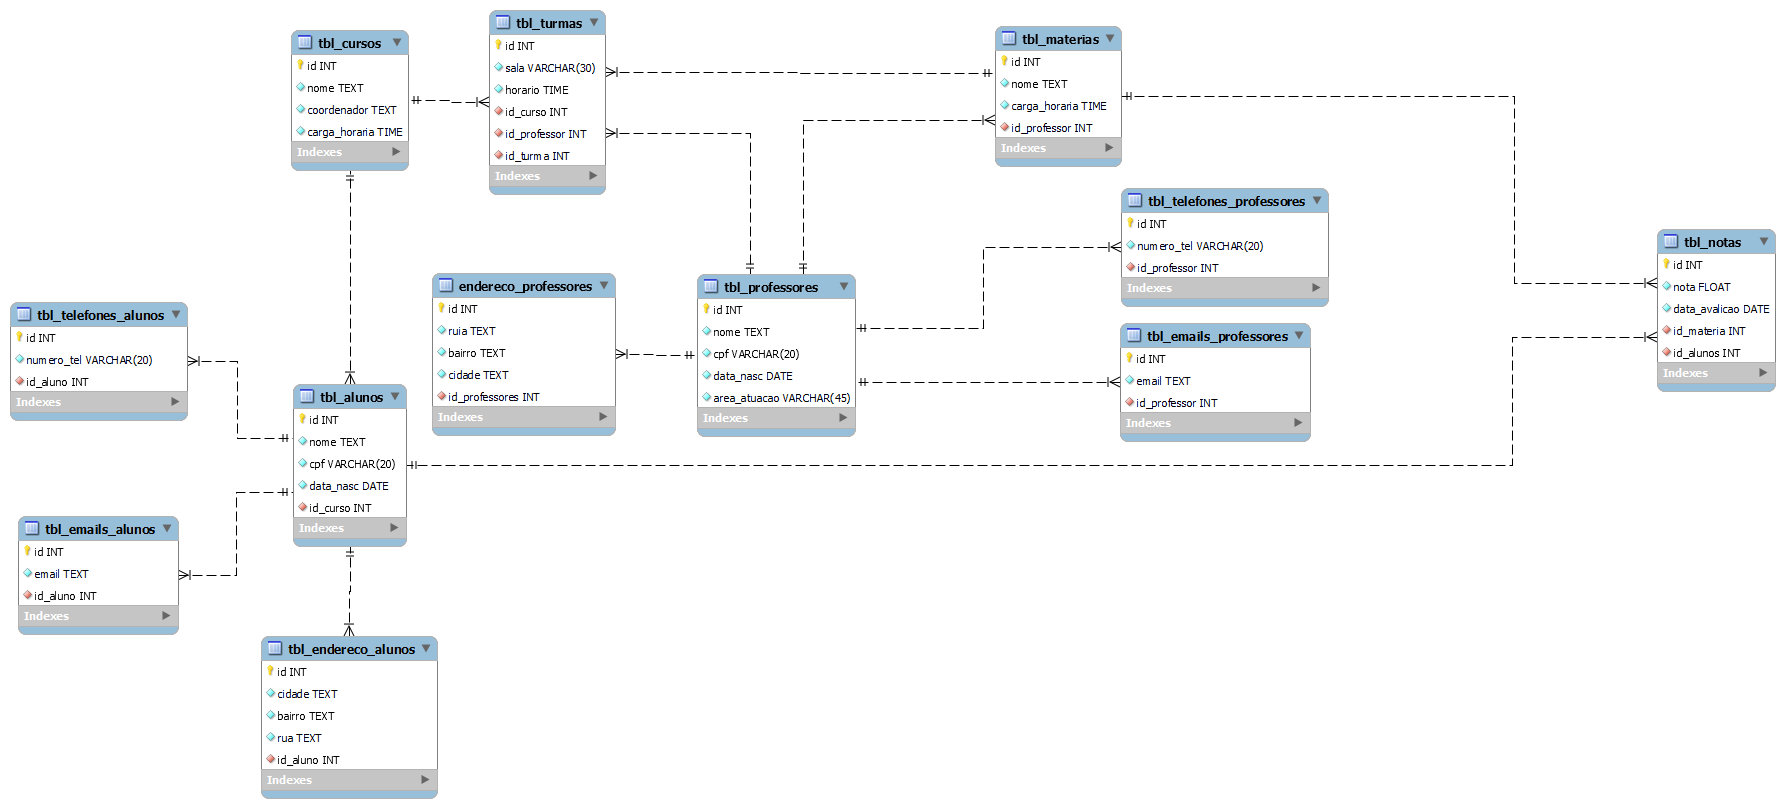 tbl_cursos
id INT
nome TEXT
coordenador TEXT
carga_horaria TIME
Indexes
tbl_turmas
id INT
sala VARCHAR(30)
horario TIME
id_curso INT
id_professor INT
id_turma INT
Indexes
tbl_materias
id INT
nome TEXT
carga_horaria TIME
id_professor INT
Indexes
tbl_telefones_professores
id INT
numero_tel VARCHAR(20)
id_professor INT
Indexes
tbl_notas
id INT
nota FLOAT
data_avalicao DATE
id_materia INT
id_alunos INT
Indexes
endereco_professores
id INT
ruia TEXT
bairro TEXT
cidade TEXT
id_professores INT
Indexes
tbl_professores
id INT
nome TEXT
cpf VARCHAR(20)
data_nasc DATE
area_atuacao VARCHAR(45)
Indexes
tbl_emails_professores
id INT
email TEXT
id_professor INT
Indexes
tbl_telefones_alunos
id INT
numero_tel VARCHAR(20)
id_aluno INT
Indexes
tbl_alunos
id INT
nome TEXT
cpf VARCHAR(20)
data_nasc DATE
id_curso INT
Indexes
tbl_emails_alunos
id INT
email TEXT
id_aluno INT
Indexes
tbl_endereco_alunos
id INT
cidade TEXT
bairro TEXT
rua TEXT
id_aluno INT
Indexes